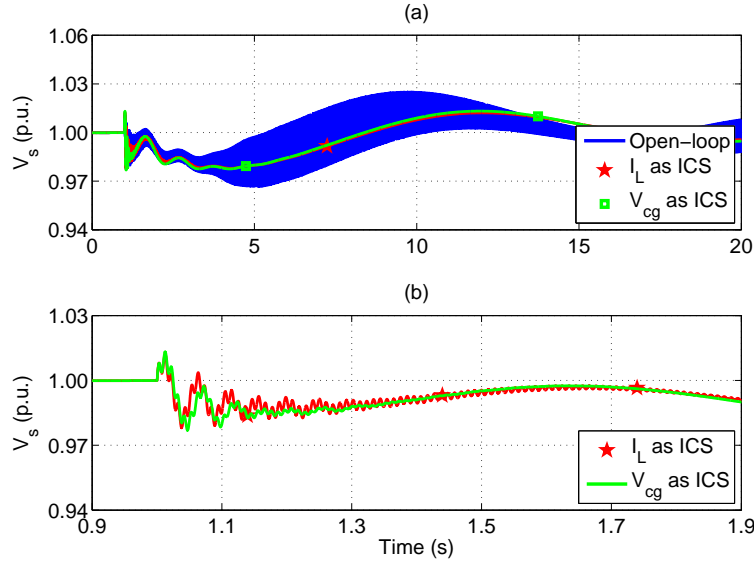 (a)
1.06
1.03
1.00
0.97
0.94
V_s (p.u.)
0 5 10 15 20
Open−loop
I_L as ICS
V_cg as ICS
(b)
1.03
1.00
0.97
0.94
V_s (p.u.)
0.9 1.1 1.3 1.5 1.7 1.9
I_L as ICS
V_cg as ICS
Time (s)